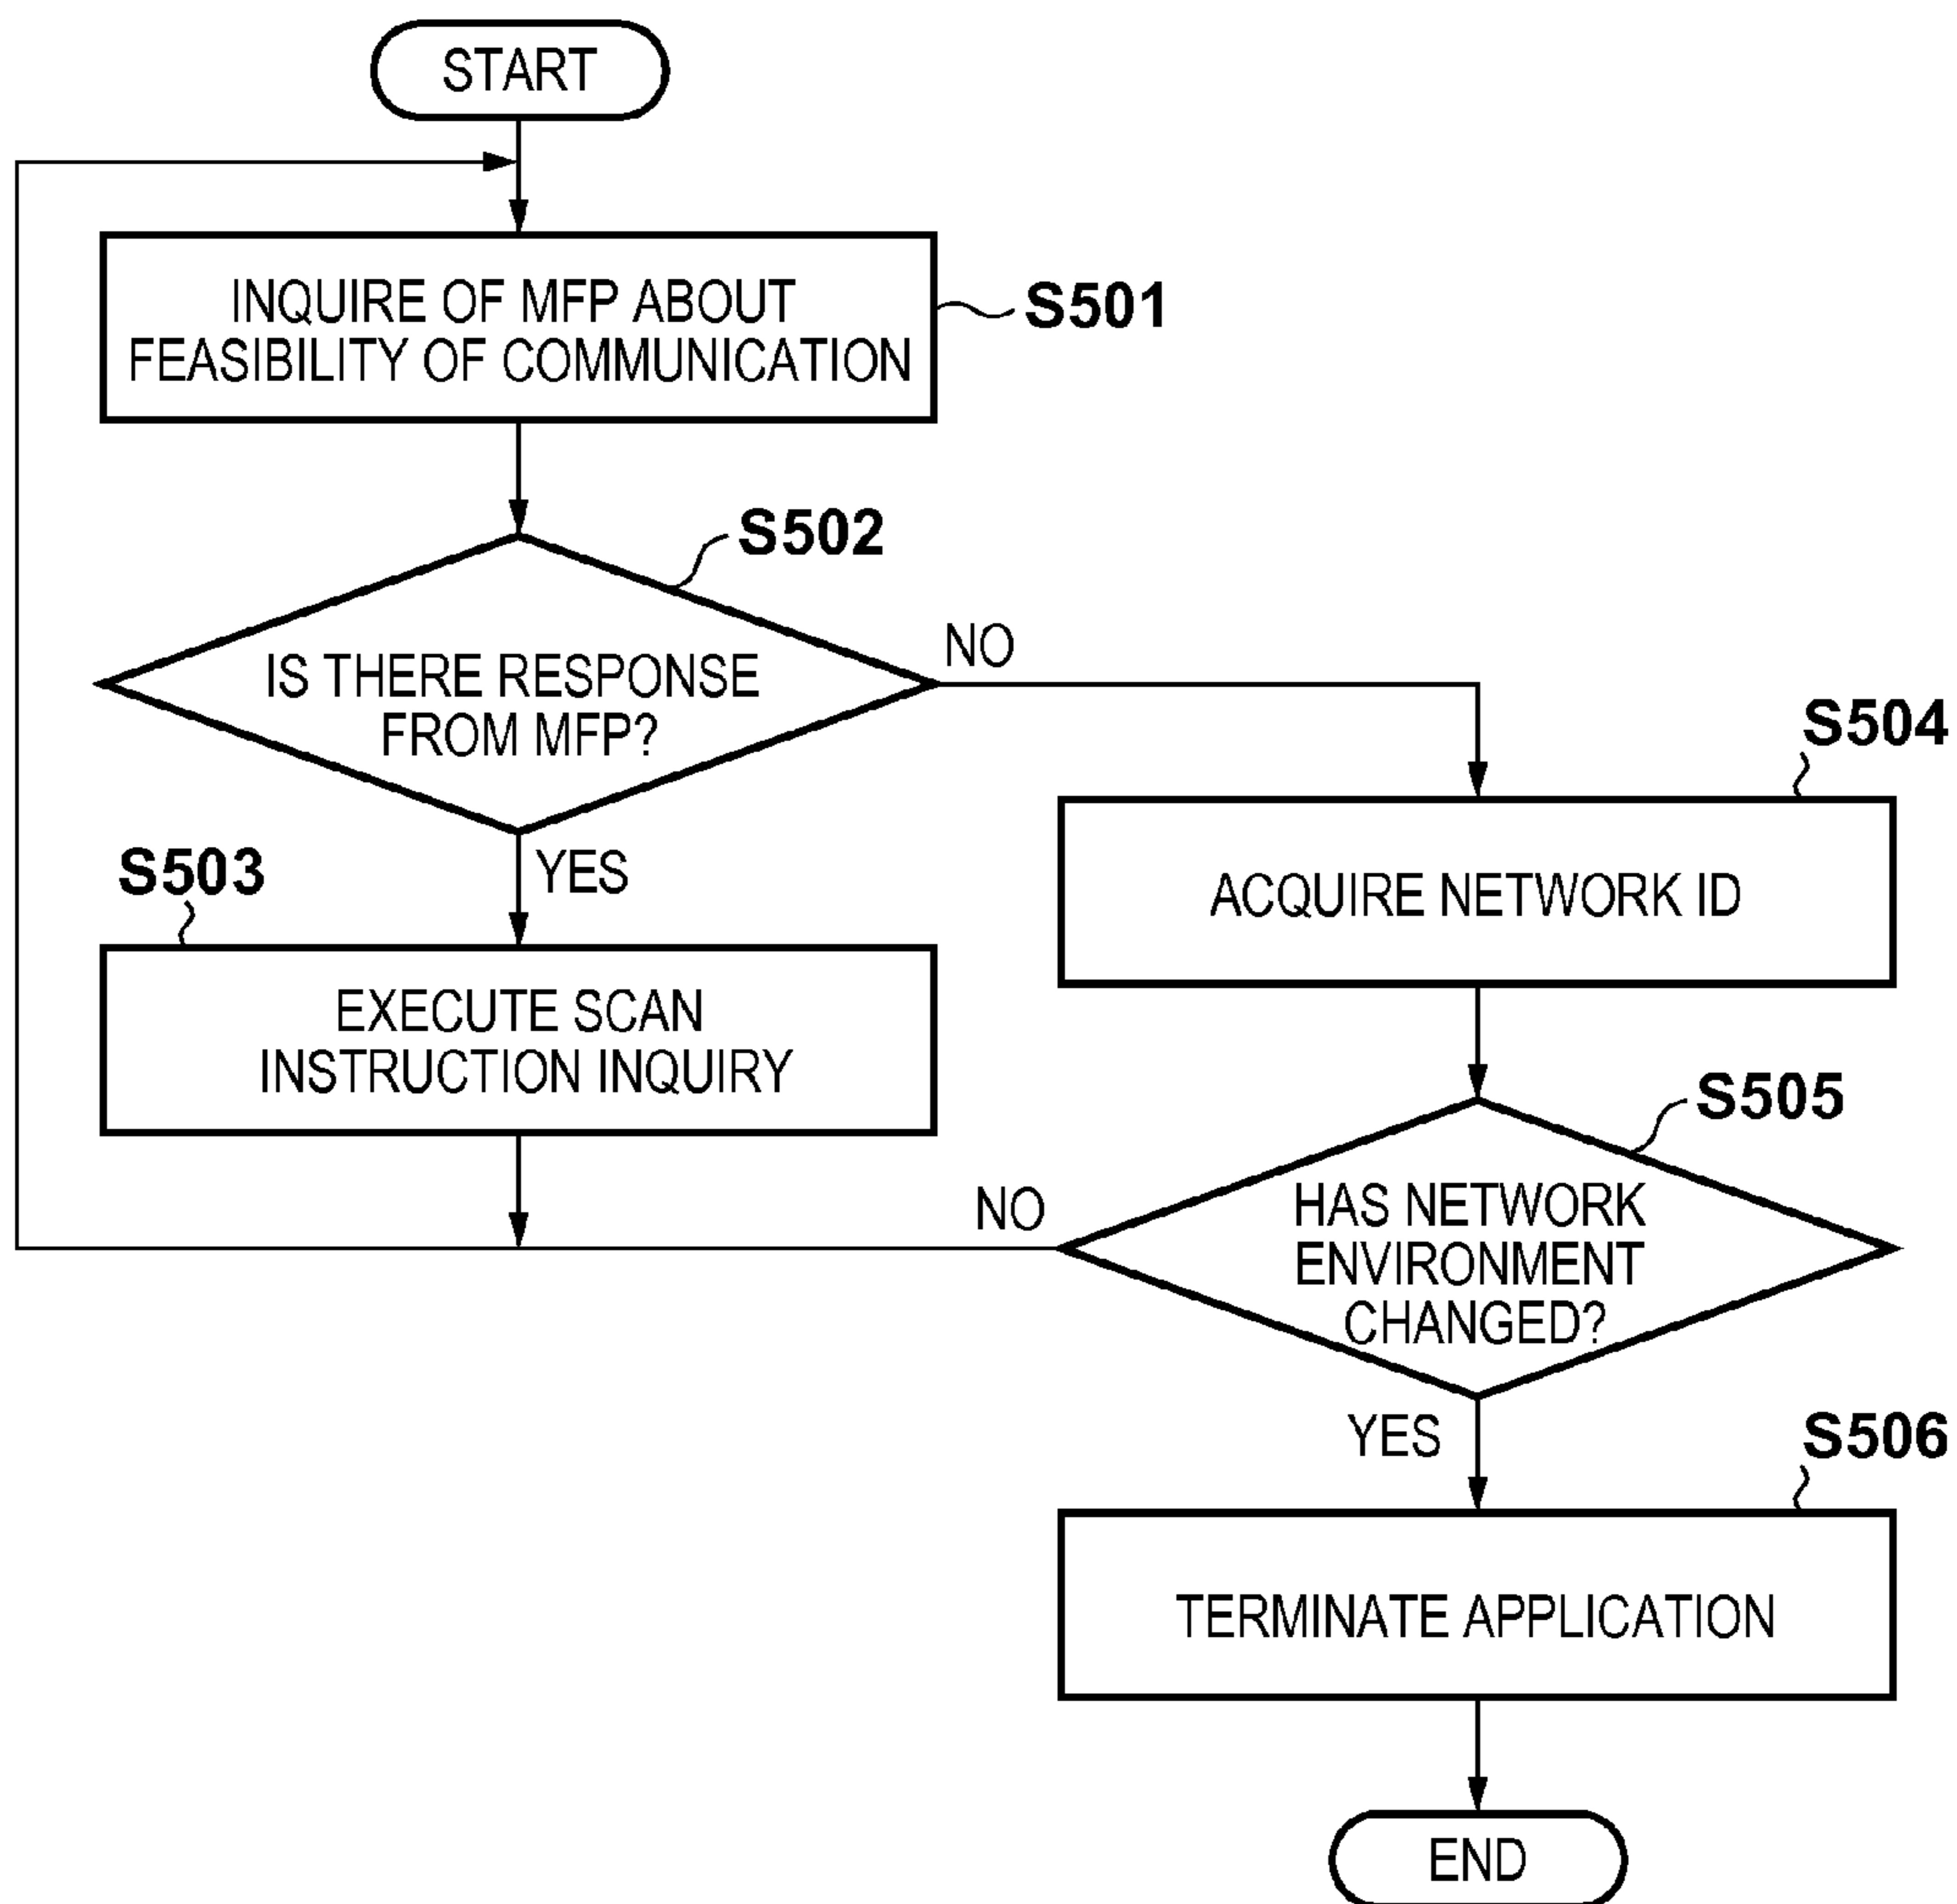 START
INQUIRE OF MFP ABOUT
FEASIBILITY OF COMMUNICATION
S501
S502
IS THERE RESPONSE
FROM MFP?
NO
YES
S503
EXECUTE SCAN
INSTRUCTION INQUIRY
S504
ACQUIRE NETWORK ID
S505
HAS NETWORK
ENVIRONMENT
CHANGED?
NO
YES
S506
TERMINATE APPLICATION
END